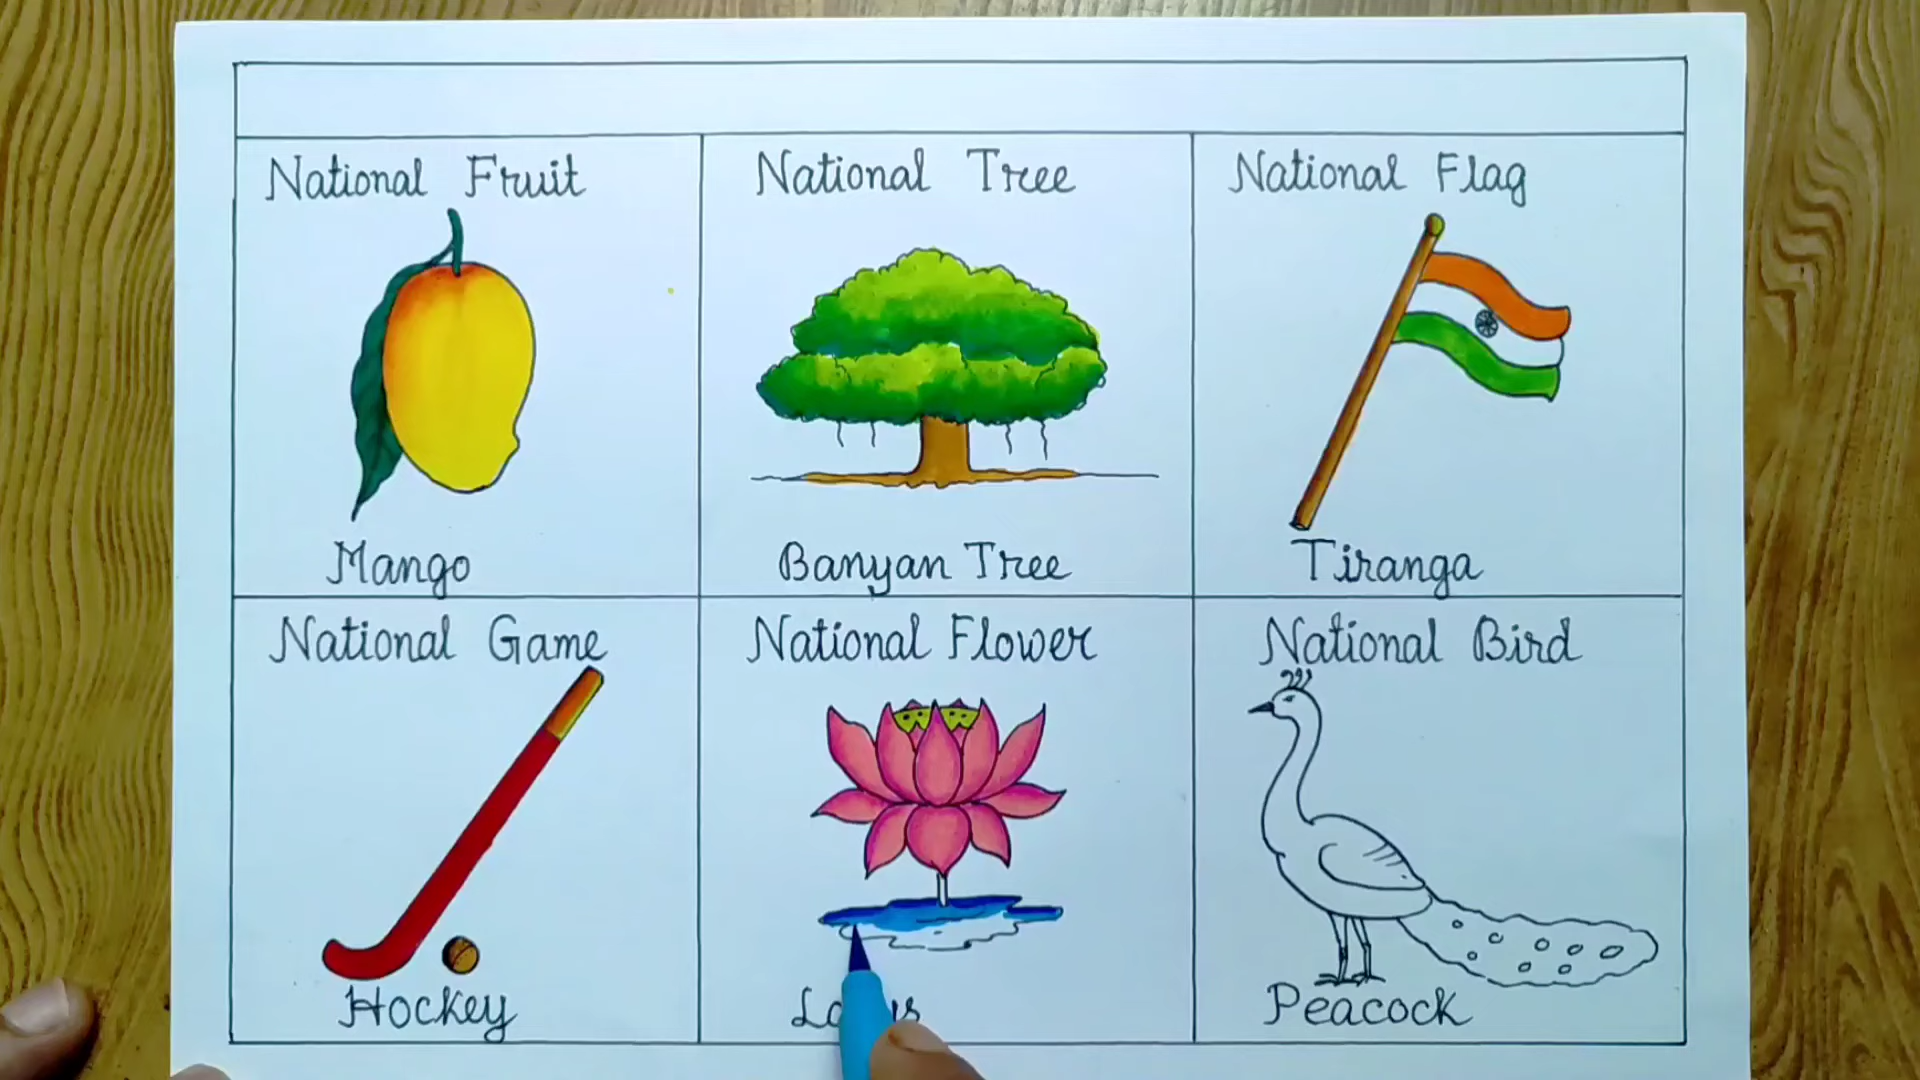 National Fruit
Mango
National Tree
Banyan Tree
National Flag
Tiranga
National Game
Hockey
National Flower
National Bird
Peacock